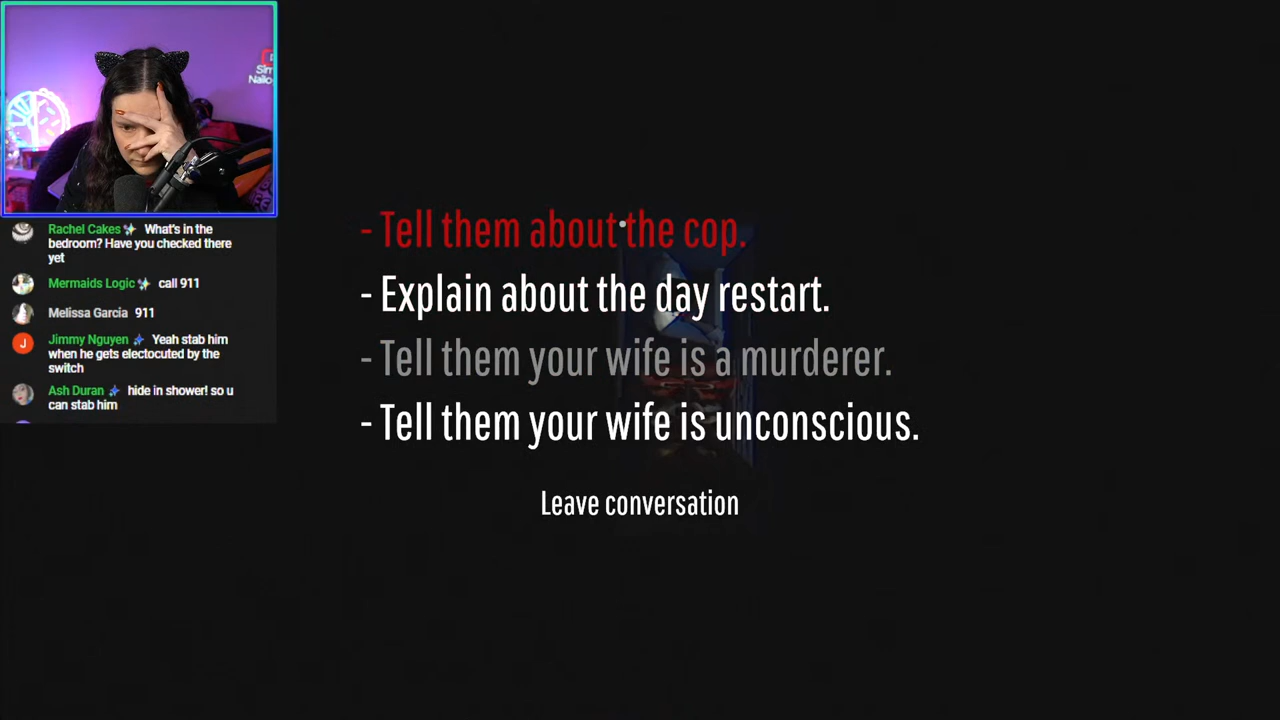 Rachel Cakes What's in the
bedroom? Have you checked there
yet
Mermaids Logic call 911
Melissa Garcia 911
J Jimmy Nguyen Yeah stab him
when he gets electocuted by the
switch
Ash Duran hide in shower! so u
can stab him
- Tell them about the cop.
- Explain about the day restart.
- Tell them your wife is a murderer.
- Tell them your wife is unconscious.
Leave conversation